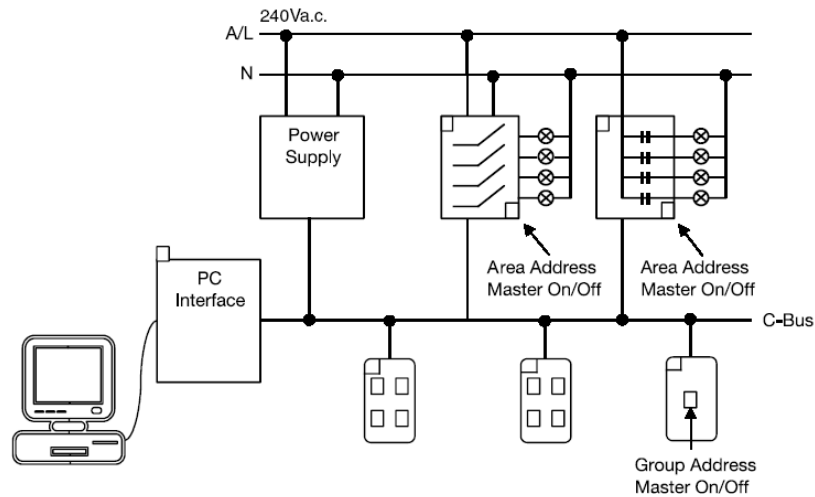 240Va.c.
A/L
N
Power
Supply
Area Address
Master On/Off
Area Address
Master On/Off
PC
Interface
C-Bus
Group Address
Master On/Off